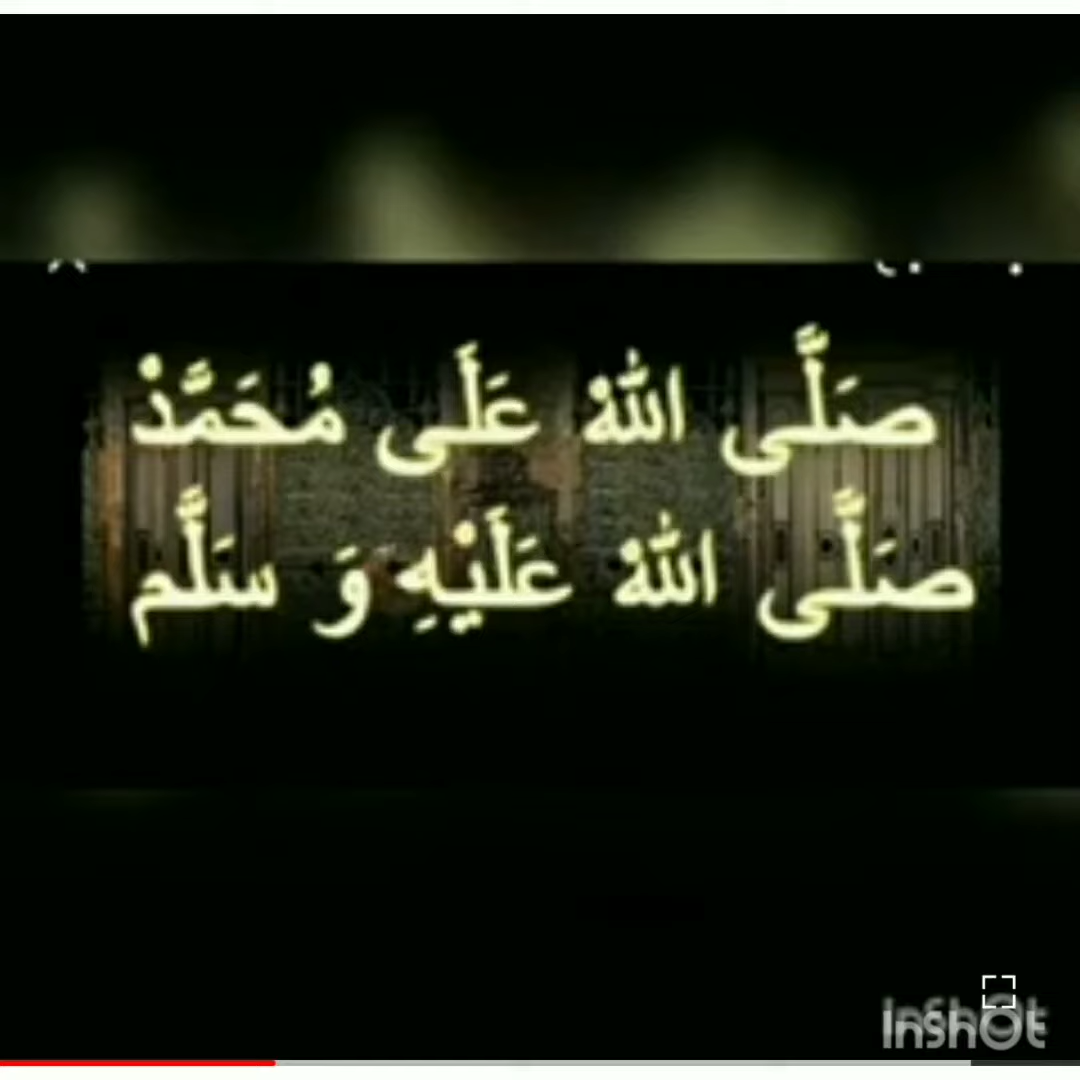 صَلَّى اللهُ عَلَى مُحَمَّدْ
صَلَّى اللهُ عَلَيْهِ وَ سَلَّم
InShOt